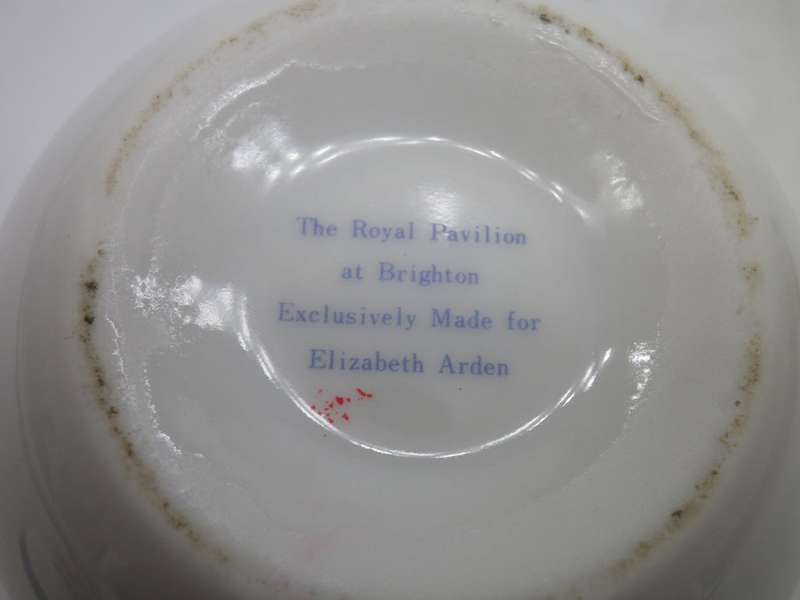 The Royal Pavilion
at Brighton
Exclusively Made for
Elizabeth Arden